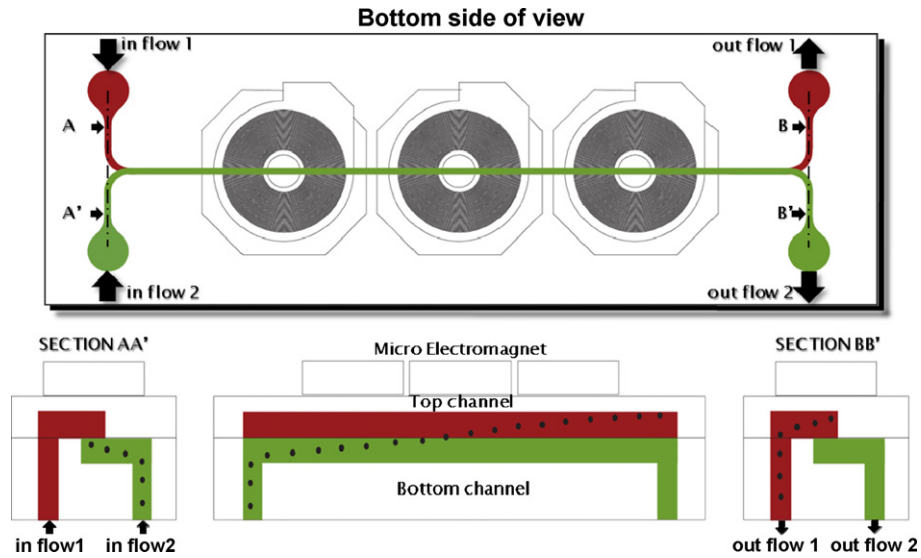 Bottom side of view
in flow 1
out flow 1
A
B
A'
B'
in flow 2
out flow 2
SECTION AA'
Micro Electromagnet
SECTION BB'
Top channel
Bottom channel
in flow1
in flow2
out flow 1
out flow 2